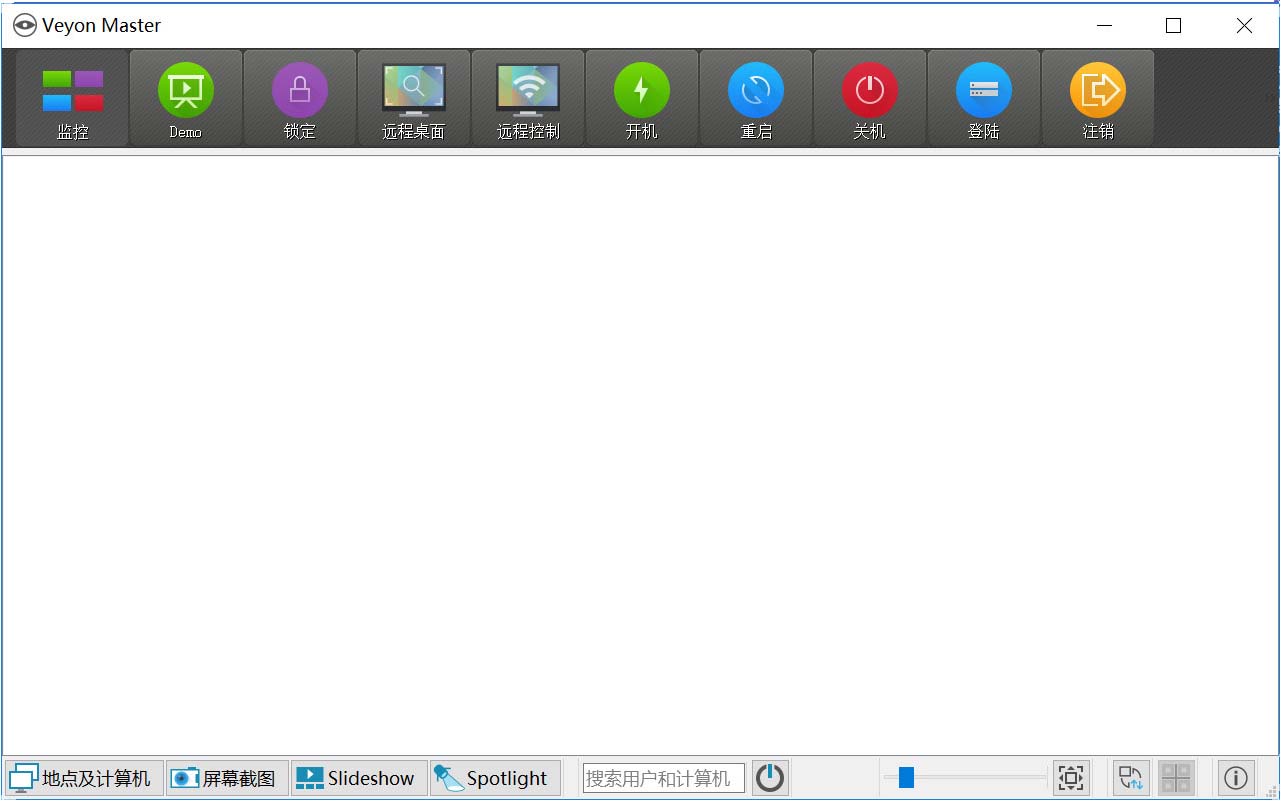 Veyon Master
监控
Demo
锁定
远程桌面
远程控制
开机
重启
关机
登陆
注销
地点及计算机
屏幕截图
Slideshow
Spotlight
搜索用户和计算机